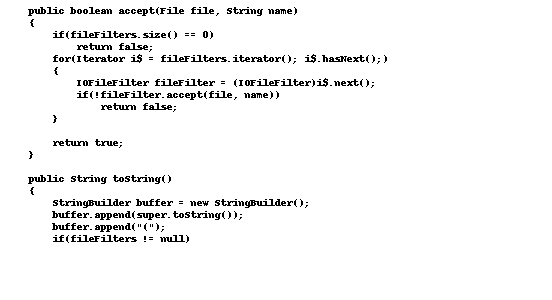 public boolean accept(File file, String name)
{
    if(fileFilters.size() == 0)
        return false;
    for(Iterator i$ = fileFilters.iterator(); i$.hasNext();)
    {
        IOFileFilter fileFilter = (IOFileFilter)i$.next();
        if(!fileFilter.accept(file, name))
            return false;
    }

    return true;
}

public String toString()
{
    StringBuilder buffer = new StringBuilder();
    buffer.append(super.toString());
    buffer.append("(");
    if(fileFilters != null)